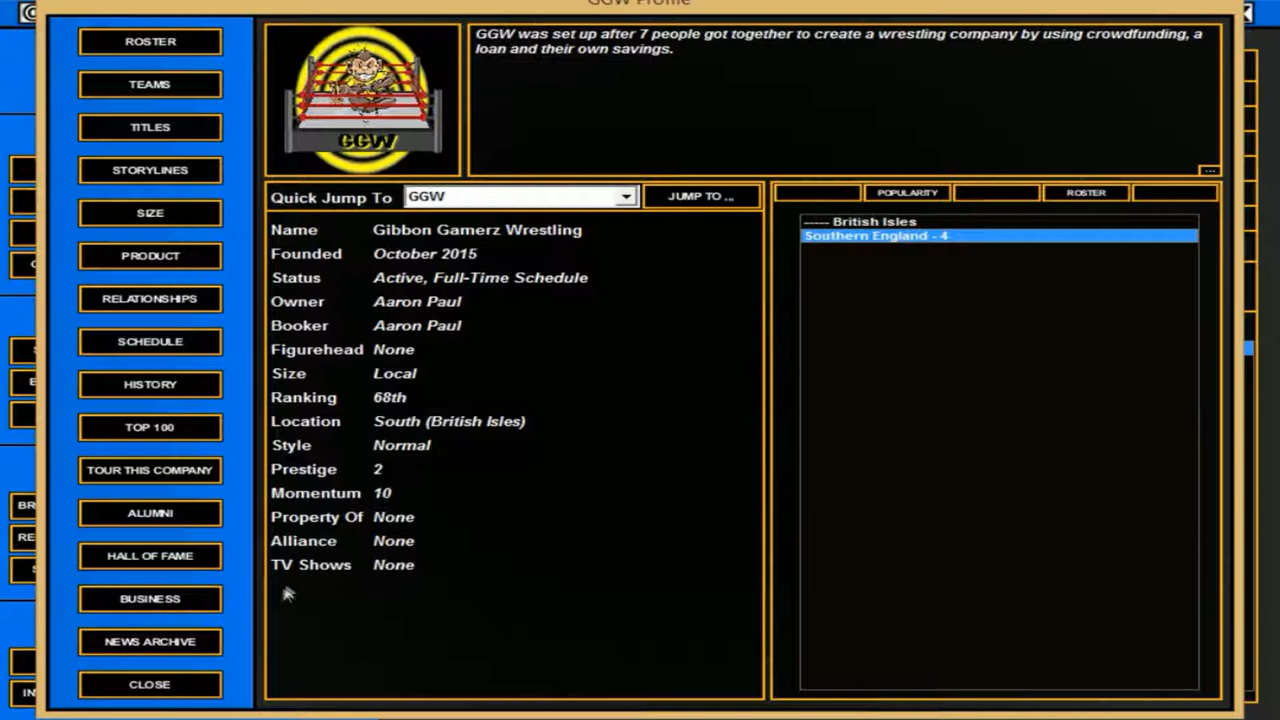 GGW Profile
ROSTER
TEAMS
TITLES
STORYLINES
SIZE
PRODUCT
RELATIONSHIPS
SCHEDULE
HISTORY
TOP 100
TOUR THIS COMPANY
ALUMNI
HALL OF FAME
BUSINESS
NEWS ARCHIVE
CLOSE
GGW
GGW was set up after 7 people got together to create a wrestling company by using crowdfunding, a
loan and their own savings.
...
Quick Jump To GGW JUMP TO ...
Name Gibbon Gamerz Wrestling
Founded October 2015
Status Active, Full-Time Schedule
Owner Aaron Paul
Booker Aaron Paul
Figurehead None
Size Local
Ranking 68th
Location South (British Isles)
Style Normal
Prestige 2
Momentum 10
Property Of None
Alliance None
TV Shows None
POPULARITY ROSTER
----- British Isles
Southern England - 4